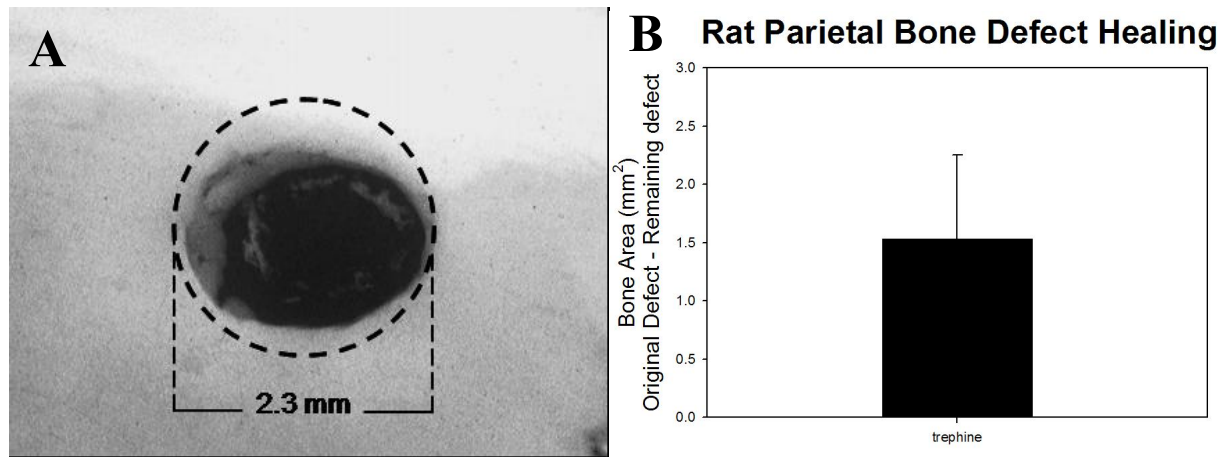 A
2.3 mm
B
Rat Parietal Bone Defect Healing
Bone Area (mm²)
Original Defect - Remaining defect
3.0
2.5
2.0
1.5
1.0
0.5
0.0
trephine